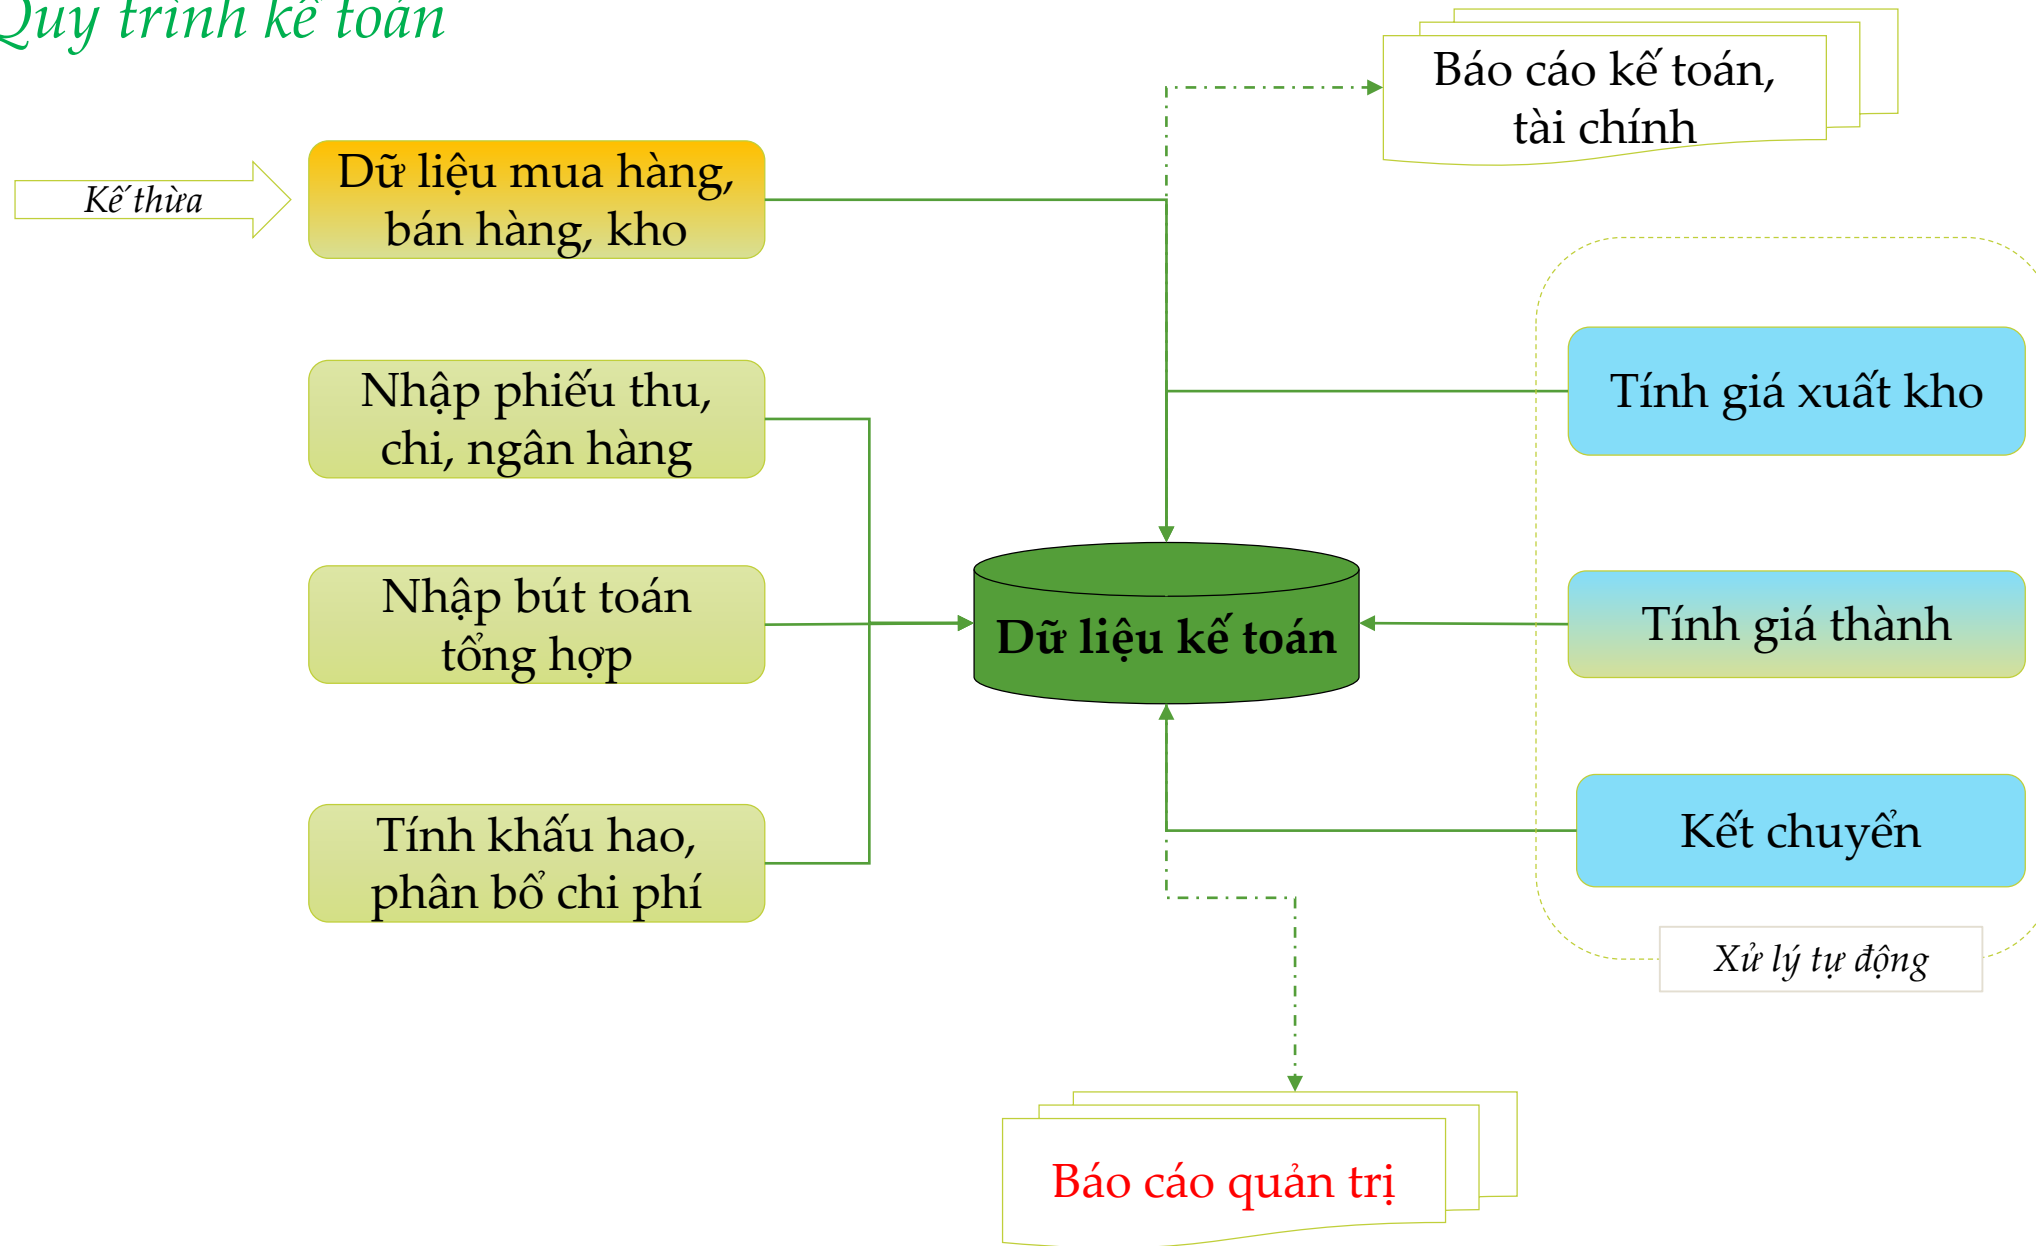 Quy trình kế toán
Báo cáo kế toán,
tài chính
Kế thừa
Dữ liệu mua hàng,
bán hàng, kho
Nhập phiếu thu,
chi, ngân hàng
Tính giá xuất kho
Nhập bút toán
tổng hợp
Dữ liệu kế toán
Tính giá thành
Tính khấu hao,
phân bổ chi phí
Kết chuyển
Xử lý tự động
Báo cáo quản trị